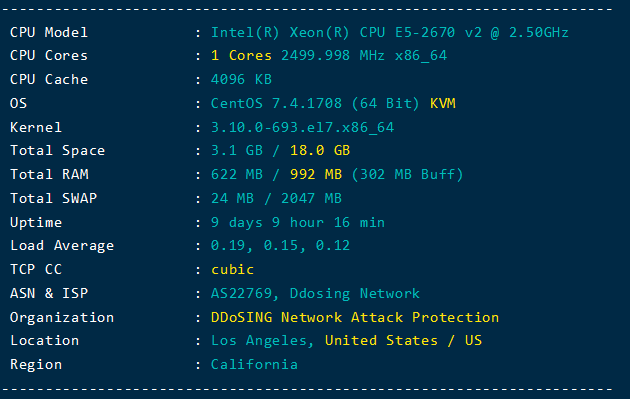 ----------------------------------------------------------------------
CPU Model : Intel(R) Xeon(R) CPU E5-2670 v2 @ 2.50GHz
CPU Cores : 1 Cores 2499.998 MHz x86_64
CPU Cache : 4096 KB
OS : CentOS 7.4.1708 (64 Bit) KVM
Kernel : 3.10.0-693.el7.x86_64
Total Space : 3.1 GB / 18.0 GB
Total RAM : 622 MB / 992 MB (302 MB Buff)
Total SWAP : 24 MB / 2047 MB
Uptime : 9 days 9 hour 16 min
Load Average : 0.19, 0.15, 0.12
TCP CC : cubic
ASN & ISP : AS22769, Ddosing Network
Organization : DDoSING Network Attack Protection
Location : Los Angeles, United States / US
Region : California
----------------------------------------------------------------------